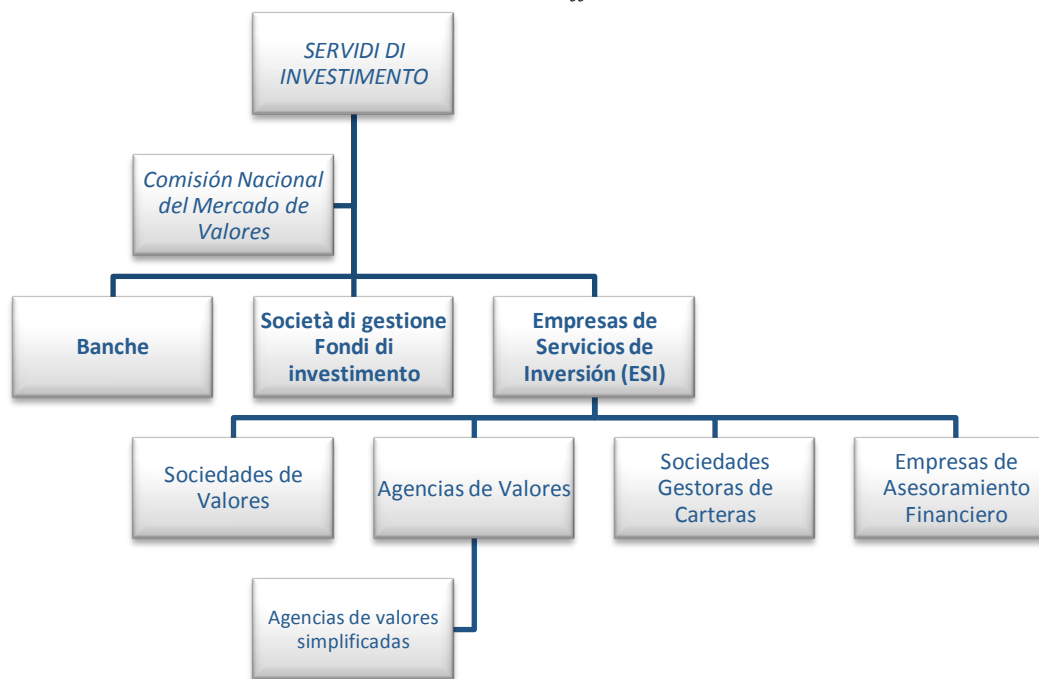 SERVIDI DI
INVESTIMENTO
Comisión Nacional
del Mercado de
Valores
Banche
Società di gestione
Fondi di
investimento
Empresas de
Servicios de
Inversión (ESI)
Sociedades de
Valores
Agencias de Valores
Sociedades
Gestoras de
Carteras
Empresas de
Asesoramiento
Financiero
Agencias de valores
simplificadas